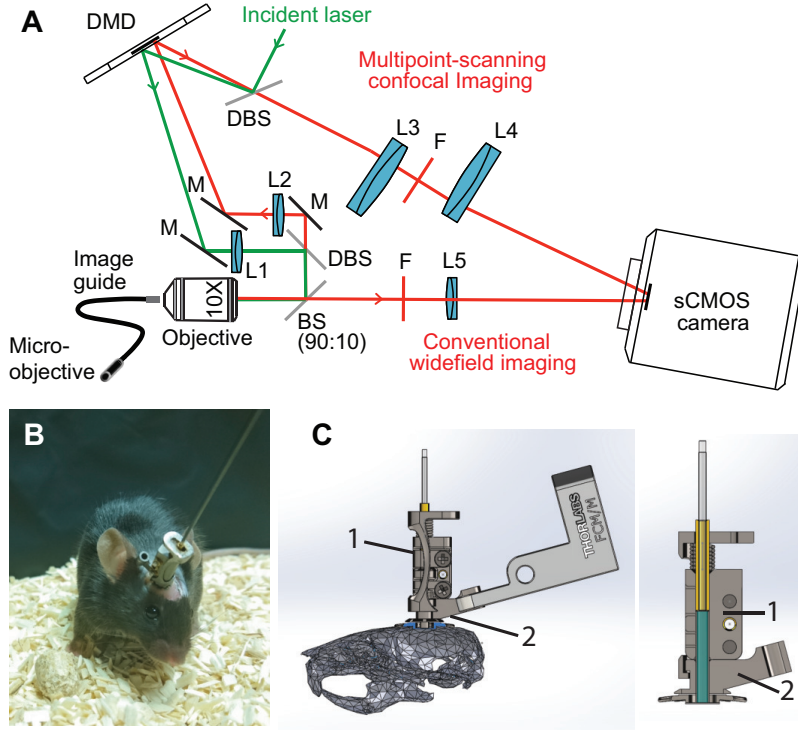 A
DMD
Incident laser
Multipoint-scanning
confocal Imaging
DBS
L3
F
L4
L2
M
M
M
L1
DBS
Image
guide
10X
Objective
BS
(90:10)
F
L5
sCMOS
camera
Micro-
objective
Conventional
widefield imaging
B
C
THORLABS
FCM/M
1
2
1
2